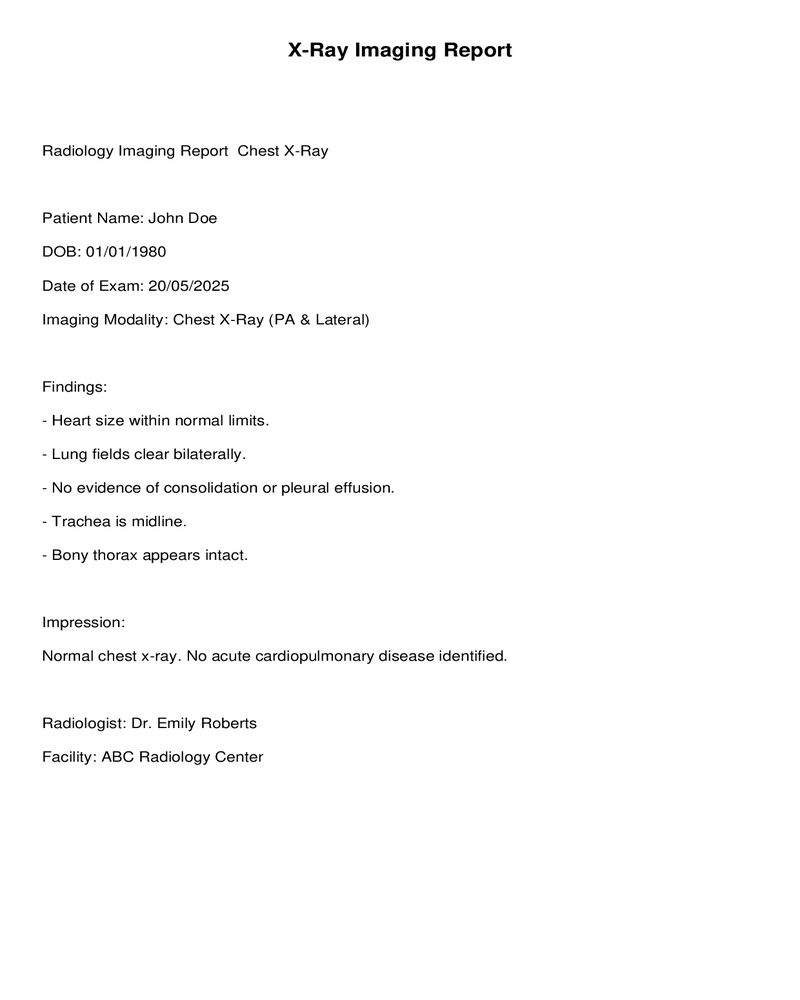 X-Ray Imaging Report
Radiology Imaging Report  Chest X-Ray
Patient Name: John Doe
DOB: 01/01/1980
Date of Exam: 20/05/2025
Imaging Modality: Chest X-Ray (PA & Lateral)
Findings:
- Heart size within normal limits.
- Lung fields clear bilaterally.
- No evidence of consolidation or pleural effusion.
- Trachea is midline.
- Bony thorax appears intact.
Impression:
Normal chest x-ray. No acute cardiopulmonary disease identified.
Radiologist: Dr. Emily Roberts
Facility: ABC Radiology Center